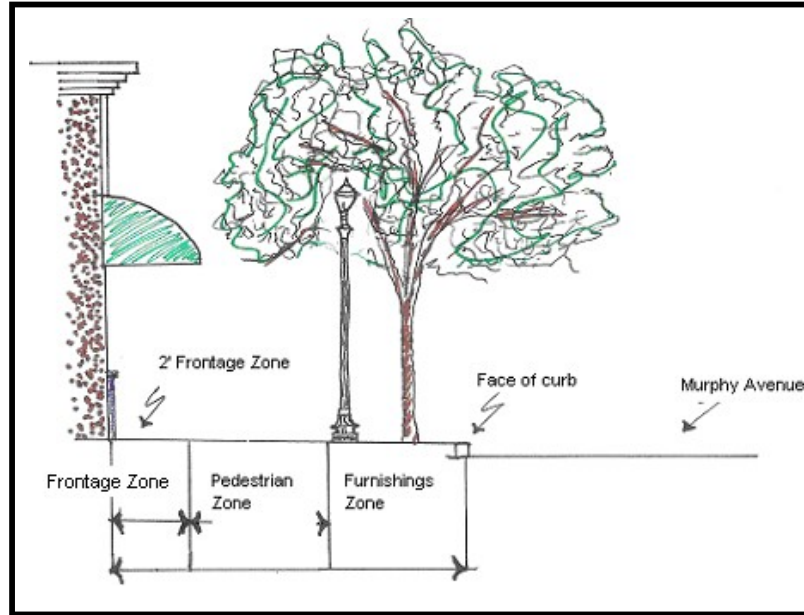 2' Frontage Zone
Face of curb
Murphy Avenue
Frontage Zone
Pedestrian
Zone
Furnishings
Zone